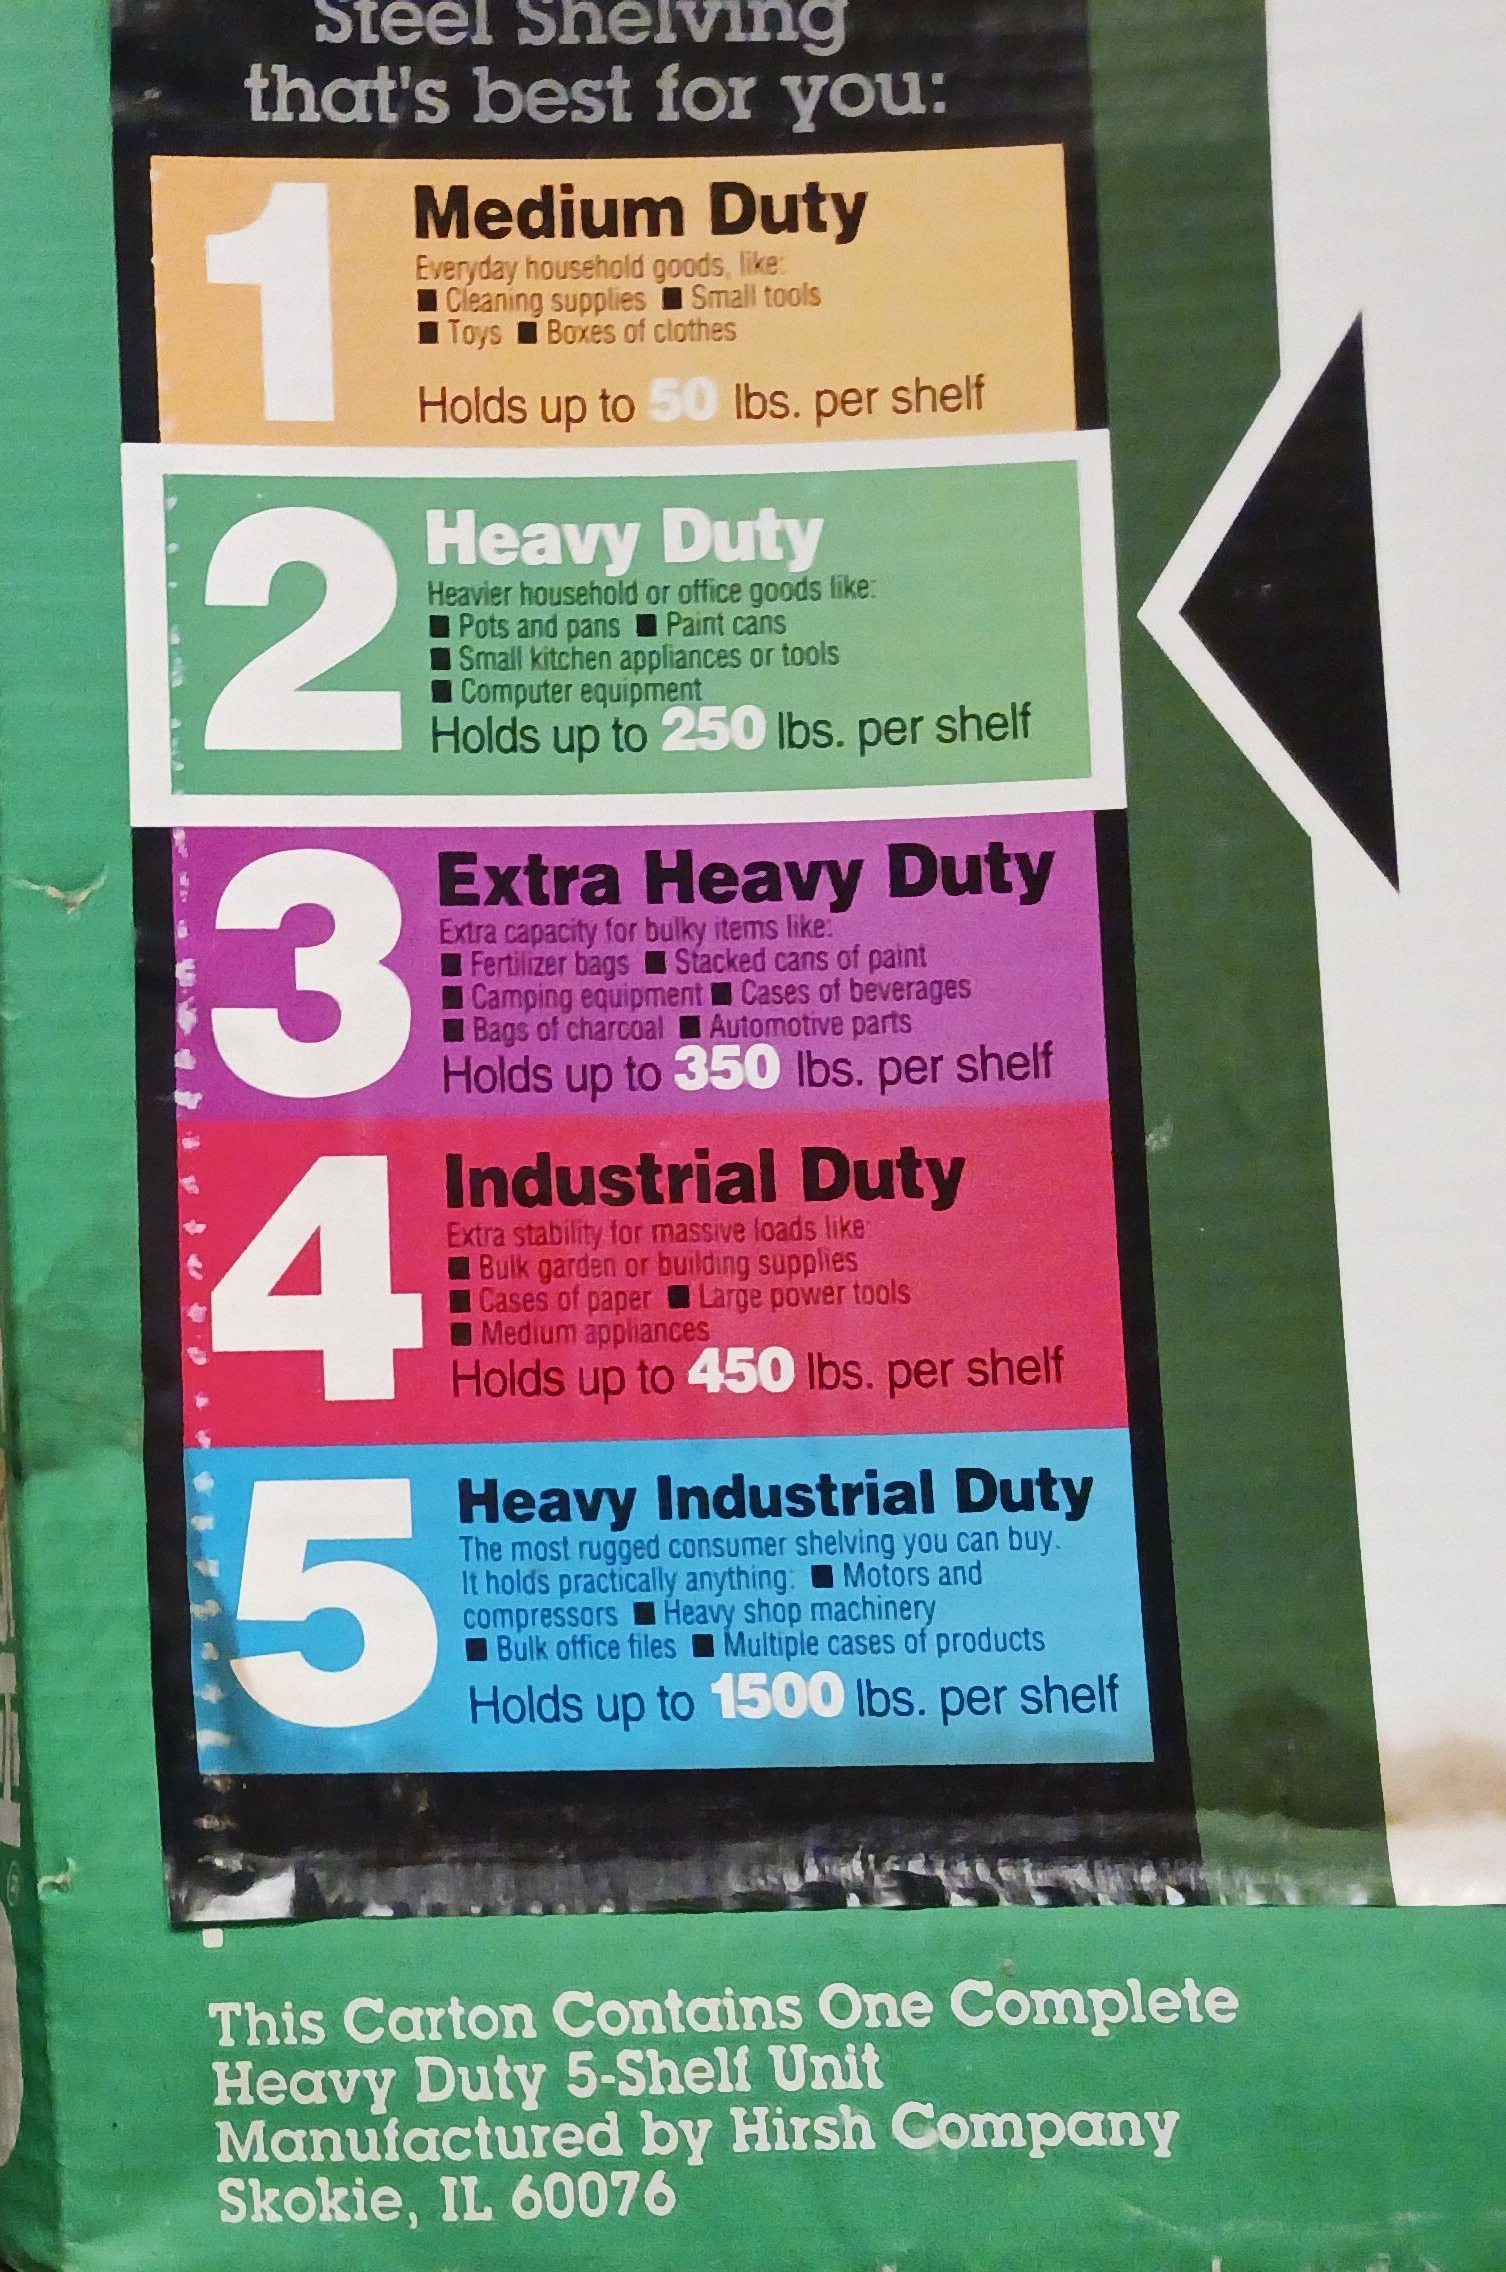 Steel Shelving
that's best for you:
1
Medium Duty
Everyday household goods, like:
■ Cleaning supplies ■ Small tools
■ Toys ■ Boxes of clothes
Holds up to 50 lbs. per shelf
2
Heavy Duty
Heavier household or office goods like:
■ Pots and pans ■ Paint cans
■ Small kitchen appliances or tools
■ Computer equipment
Holds up to 250 lbs. per shelf
3
Extra Heavy Duty
Extra capacity for bulky items like:
■ Fertilizer bags ■ Stacked cans of paint
■ Camping equipment ■ Cases of beverages
■ Bags of charcoal ■ Automotive parts
Holds up to 350 lbs. per shelf
4
Industrial Duty
Extra stability for massive loads like:
■ Bulk garden or building supplies
■ Cases of paper ■ Large power tools
■ Medium appliances
Holds up to 450 lbs. per shelf
5
Heavy Industrial Duty
The most rugged consumer shelving you can buy.
It holds practically anything: ■ Motors and
compressors ■ Heavy shop machinery
■ Bulk office files ■ Multiple cases of products
Holds up to 1500 lbs. per shelf
This Carton Contains One Complete
Heavy Duty 5-Shelf Unit
Manufactured by Hirsh Company
Skokie, IL 60076